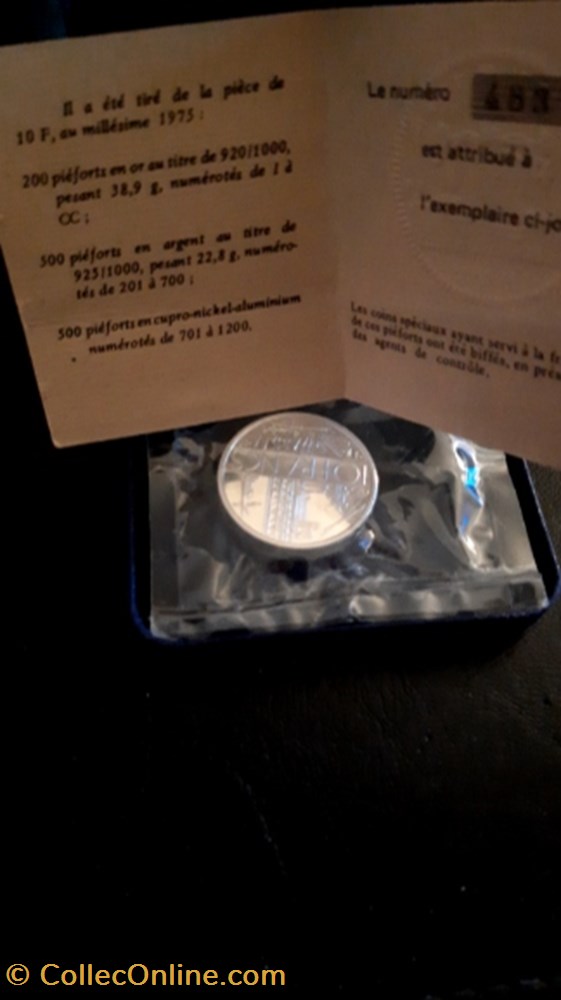 Il a été tiré de la pièce de
10 F, au millésime 1975 :
200 piéforts en or au titre de 920/1000,
pesant 38,9 g, numérotés de 1 à
CC ;
500 piéforts en argent au titre de
925/1000, pesant 22,8 g, numéro-
tés de 201 à 700 ;
500 piéforts en cupro-nickel-aluminium
numérotés de 701 à 1200.
Le numéro 483
est attribué à
l'exemplaire ci-jo
Les coins spéciaux ayant servi à la fr
de ces piéforts ont été biffés, en prés
des agents de contrôle.
10 FRANCS
© CollecOnline.com